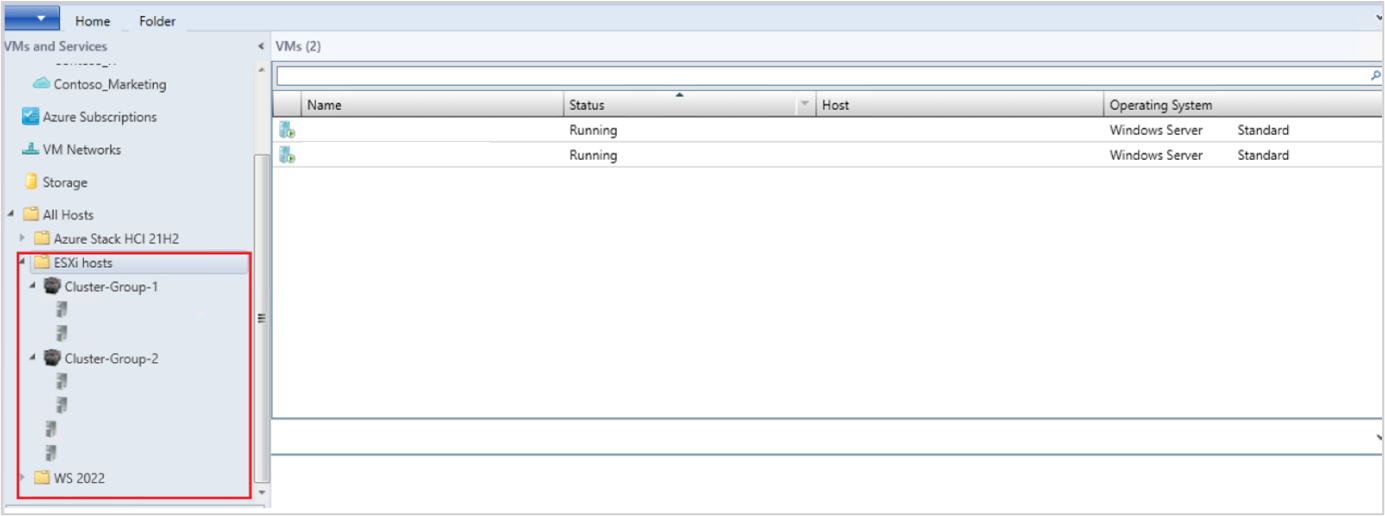 Home Folder
VMs and Services
VMs (2)
Contoso_Marketing
Azure Subscriptions
VM Networks
Storage
All Hosts
Azure Stack HCI 21H2
ESXi hosts
Cluster-Group-1
Cluster-Group-2
WS 2022
Name Status Host Operating System
Running Windows Server Standard
Running Windows Server Standard